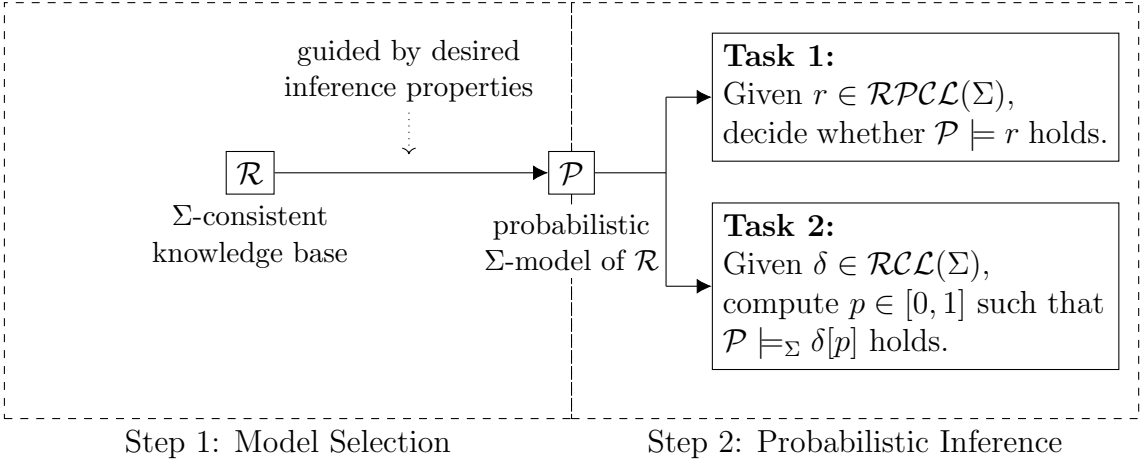 guided by desired
inference properties
ℛ
Σ-consistent
knowledge base
𝒫
probabilistic
Σ-model of ℛ
Task 1:
Given r ∈ ℛ𝒫𝒞ℒ(Σ),
decide whether 𝒫 ⊨ r holds.
Task 2:
Given δ ∈ ℛ𝒞ℒ(Σ),
compute p ∈ [0, 1] such that
𝒫 ⊨_Σ δ[p] holds.
Step 1: Model Selection
Step 2: Probabilistic Inference